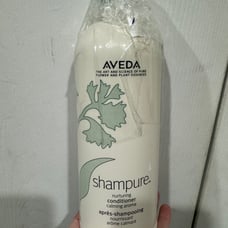 AVEDA
THE ART AND SCIENCE OF PURE
FLOWER AND PLANT ESSENCES
shampure™
nurturing
conditioner
calming aroma
après-shampooing
nourrissant
arôme calmant